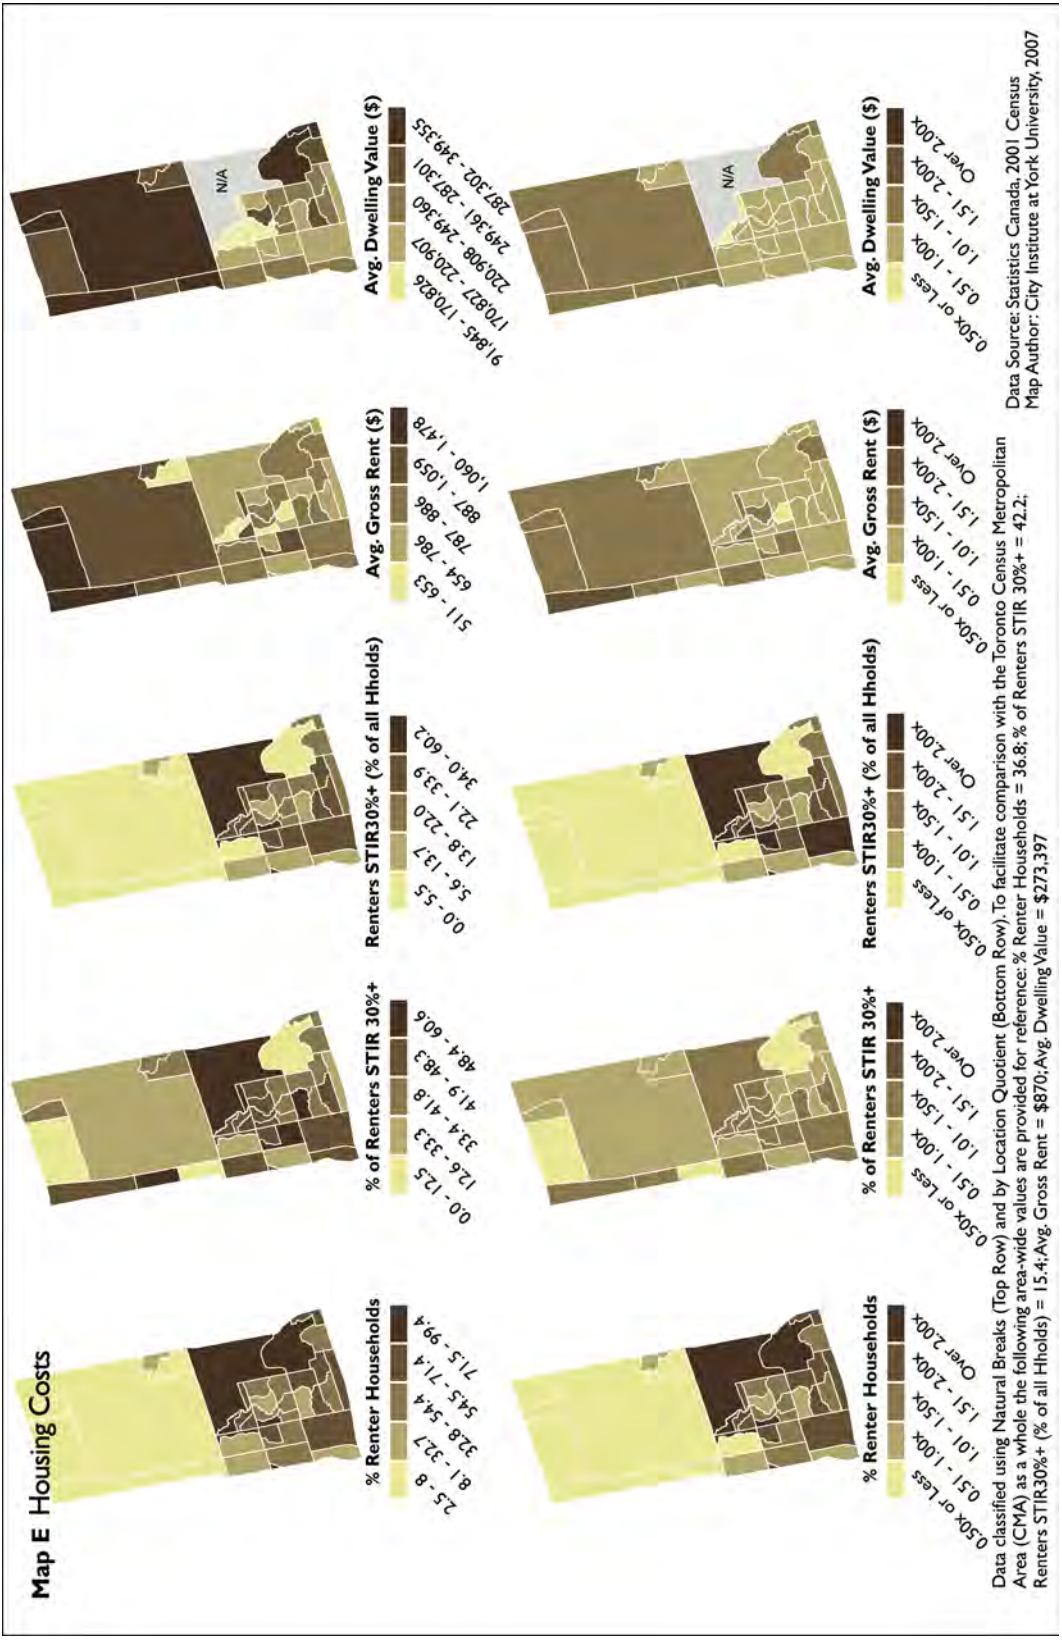 Map E Housing Costs
% Renter Households
2.5 - 8
8.1 - 32.7
32.8 - 54.4
54.5 - 71.4
71.5 - 99.4
% of Renters STIR 30%+
0.0 - 12.5
12.6 - 33.3
33.4 - 41.8
41.9 - 48.3
48.4 - 60.6
Renters STIR30%+ (% of all Hholds)
0.0 - 5.5
5.6 - 13.7
13.8 - 22.0
22.1 - 33.9
34.0 - 60.2
Avg. Gross Rent ($)
511 - 653
654 - 786
787 - 886
887 - 1,059
1,060 - 1,478
N/A
Avg. Dwelling Value ($)
91,845 - 170,826
170,827 - 220,907
220,908 - 249,360
249,361 - 287,301
287,302 - 349,355
% Renter Households
0.50x or Less
0.51 - 1.00x
1.01 - 1.50x
1.51 - 2.00x
Over 2.00x
% of Renters STIR 30%+
0.50x or Less
0.51 - 1.00x
1.01 - 1.50x
1.51 - 2.00x
Over 2.00x
Renters STIR30%+ (% of all Hholds)
0.50x of Less
0.51 - 1.00x
1.01 - 1.50x
1.51 - 2.00x
Over 2.00x
Avg. Gross Rent ($)
0.50x or Less
0.51 - 1.00x
1.01 - 1.50x
1.51 - 2.00x
Over 2.00x
N/A
Avg. Dwelling Value ($)
0.50x or Less
0.51 - 1.00x
1.01 - 1.50x
1.51 - 2.00x
Over 2.00x
Data classified using Natural Breaks (Top Row) and by Location Quotient (Bottom Row). To facilitate comparison with the Toronto Census Metropolitan
Area (CMA) as a whole the following area-wide values are provided for reference: % Renter Households = 36.8; % of Renters STIR 30%+ = 42.2;
Renters STIR30%+ (% of all Hholds) = 15.4; Avg. Gross Rent = $870; Avg. Dwelling Value = $273,397
Data Source: Statistics Canada, 2001 Census
Map Author: City Institute at York University, 2007